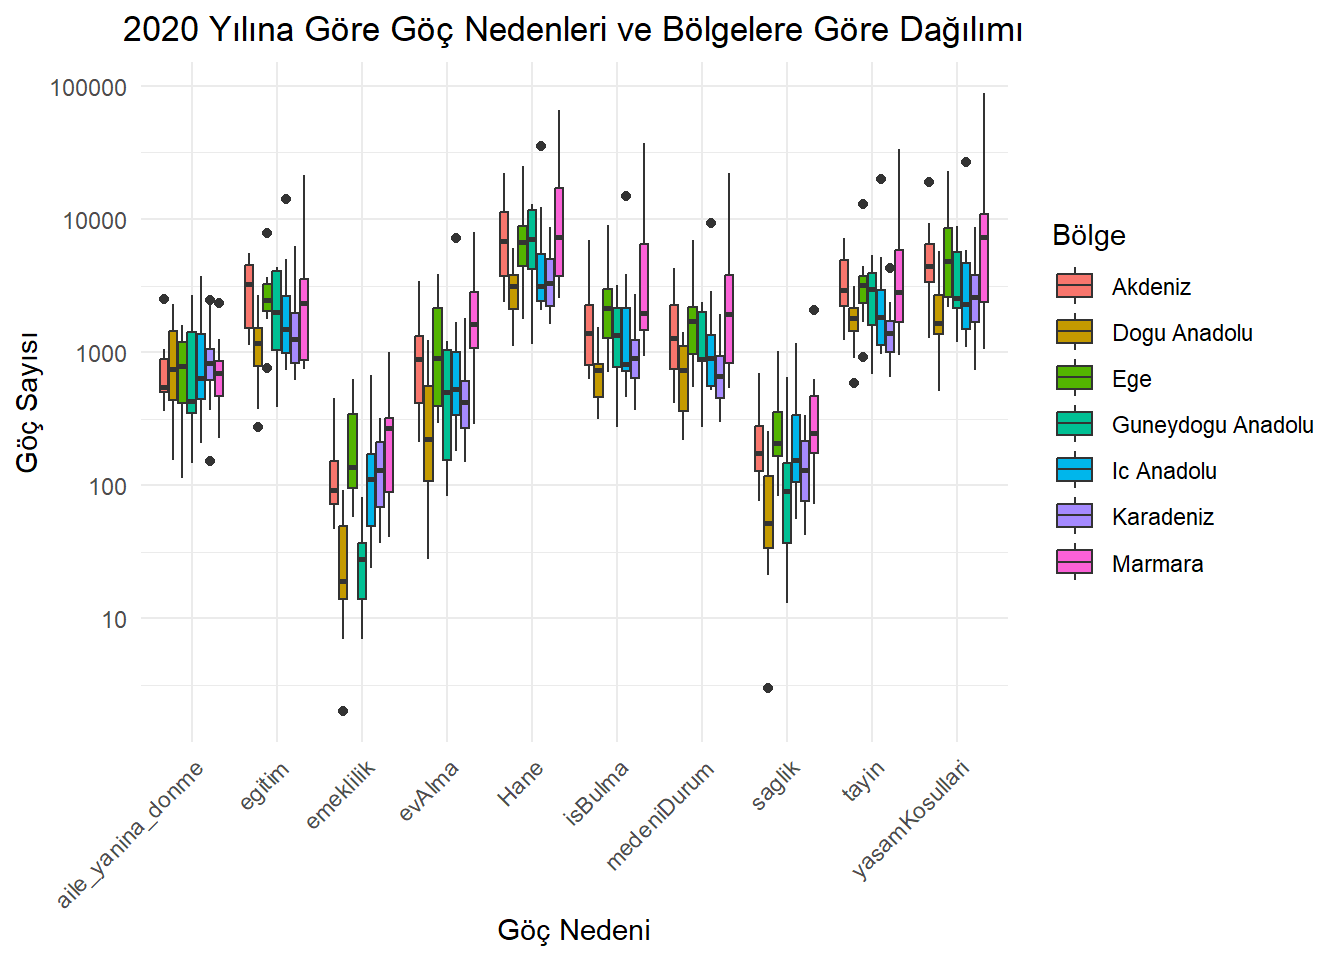 2020 Yılına Göre Göç Nedenleri ve Bölgelere Göre Dağılımı
100000
10000
1000
100
10
Göç Sayısı
aile_yanina_donme
egitim
emeklilik
evAlma
Hane
isBulma
medeniDurum
saglik
tayin
yasamKosullari
Göç Nedeni
Bölge
Akdeniz
Dogu Anadolu
Ege
Guneydogu Anadolu
Ic Anadolu
Karadeniz
Marmara